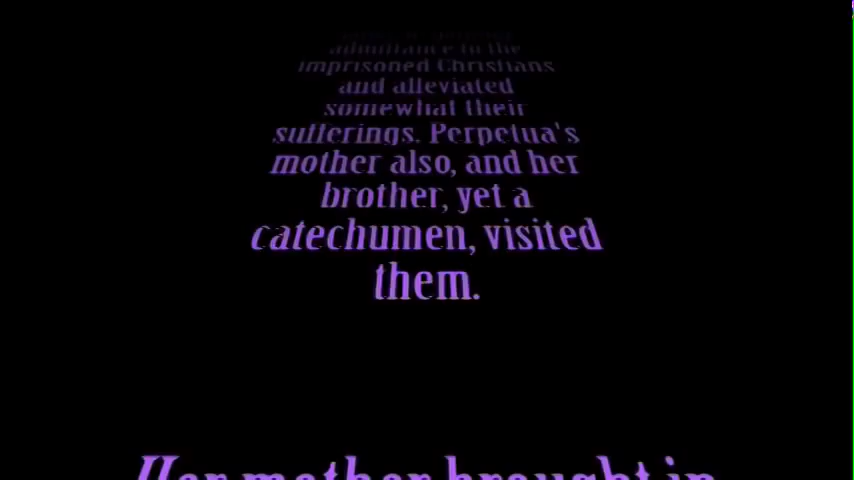 admittance to the
imprisoned Christians
and alleviated
somewhat their
sufferings. Perpetua's
mother also, and her
brother, yet a
catechumen, visited
them.
Her mother brought in